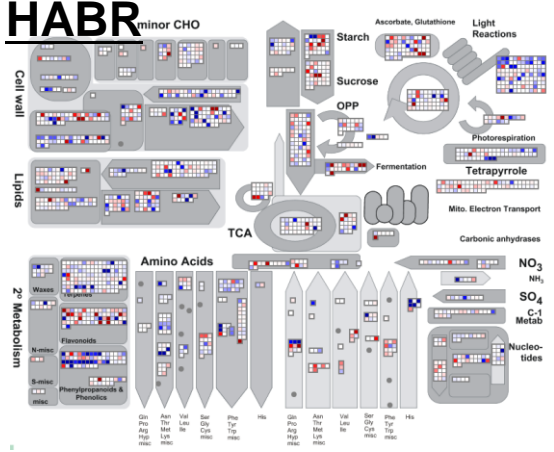 HABR
minor CHO
Ascorbate, Glutathione
Light
Reactions
Starch
Sucrose
OPP
Cell wall
Photorespiration
Fermentation
Tetrapyrrole
Lipids
Mito. Electron Transport
TCA
Carbonic anhydrases
Amino Acids
NO3
NH3
SO4
C-1
Metab
Nucleo-
tides
2° Metabolism
Waxes
Terpenes
Flavonoids
N-misc
S-misc
Phenylpropanoids &
Phenolics
misc
Gln
Pro
Arg
Hyp
misc
Asn
Thr
Met
Lys
misc
Val
Leu
Ile
Ser
Gly
Cys
misc
Phe
Tyr
Trp
misc
His
Gln
Pro
Arg
Hyp
misc
Asn
Thr
Met
Lys
misc
Val
Leu
Ile
Ser
Gly
Cys
misc
Phe
Tyr
Trp
misc
His